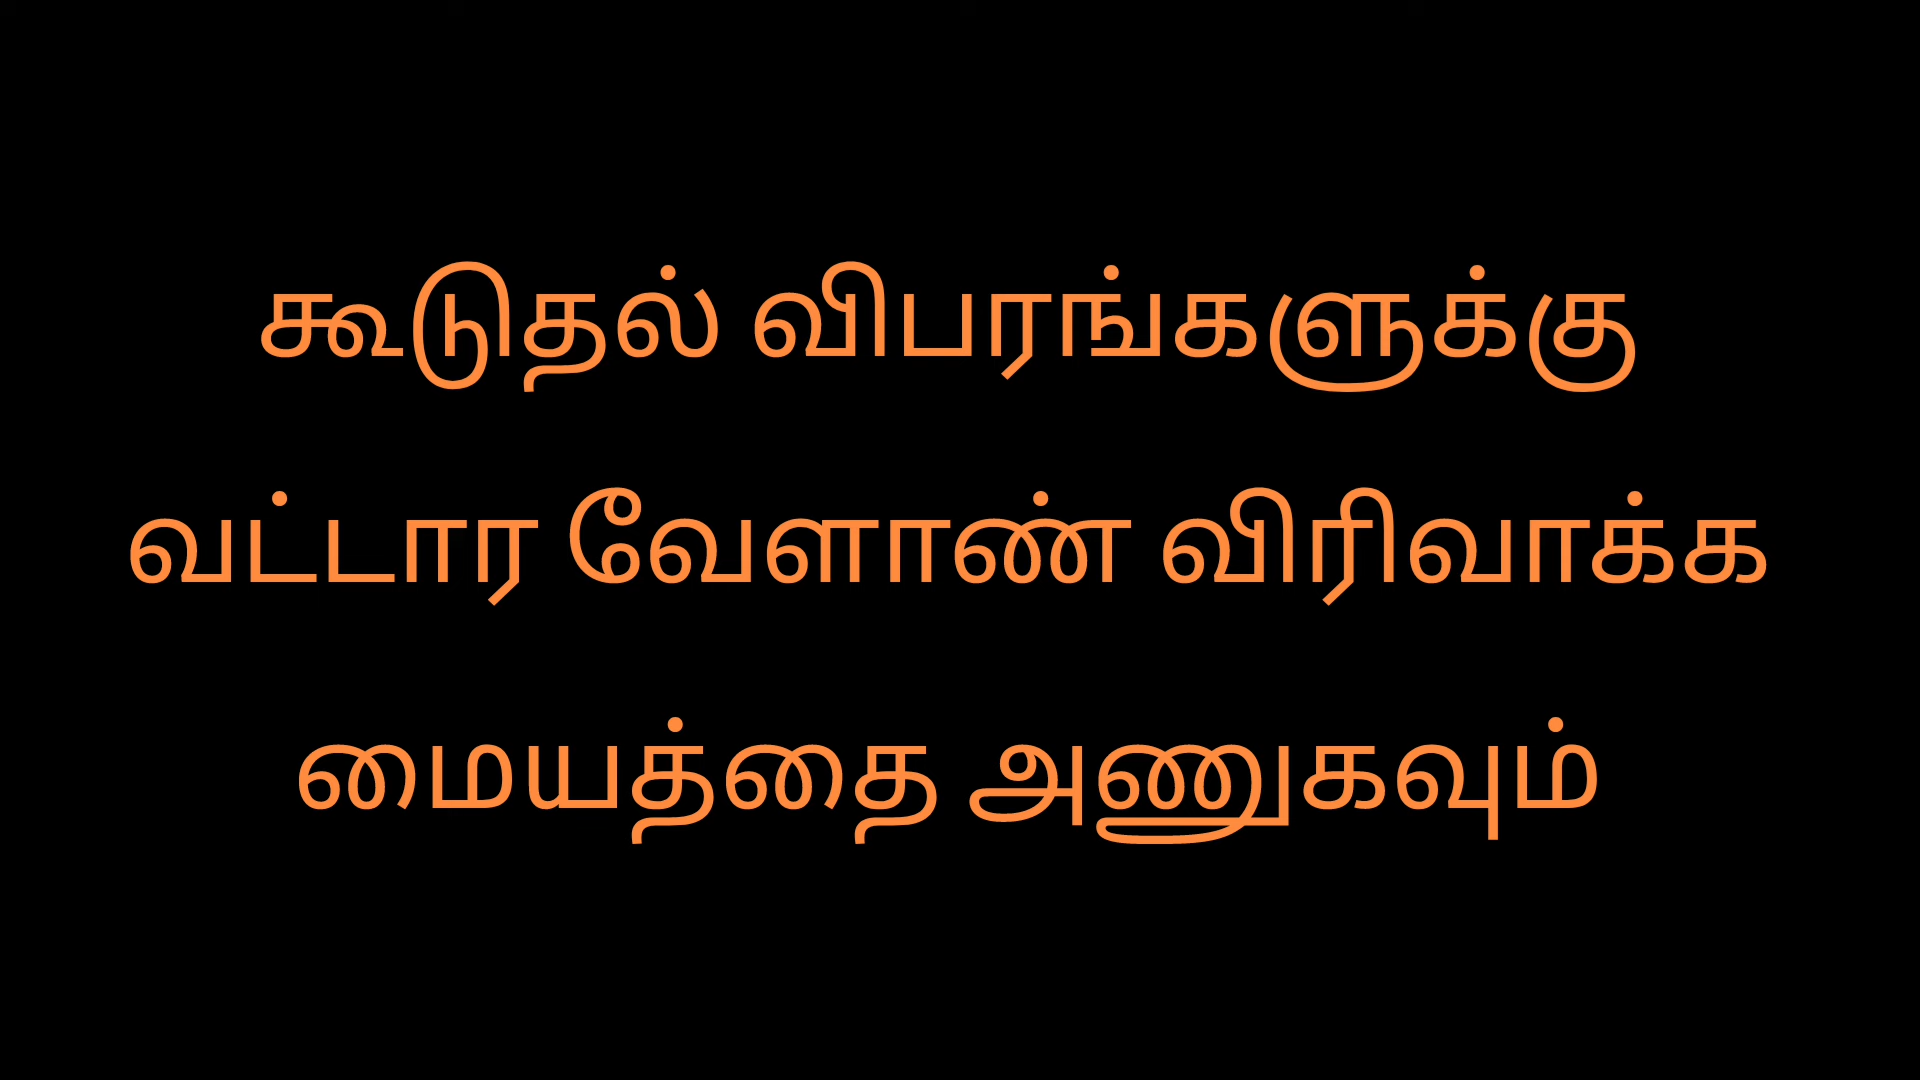 கூடுதல் விபரங்களுக்கு
வட்டார வேளாண் விரிவாக்க
மையத்தை அணுகவும்